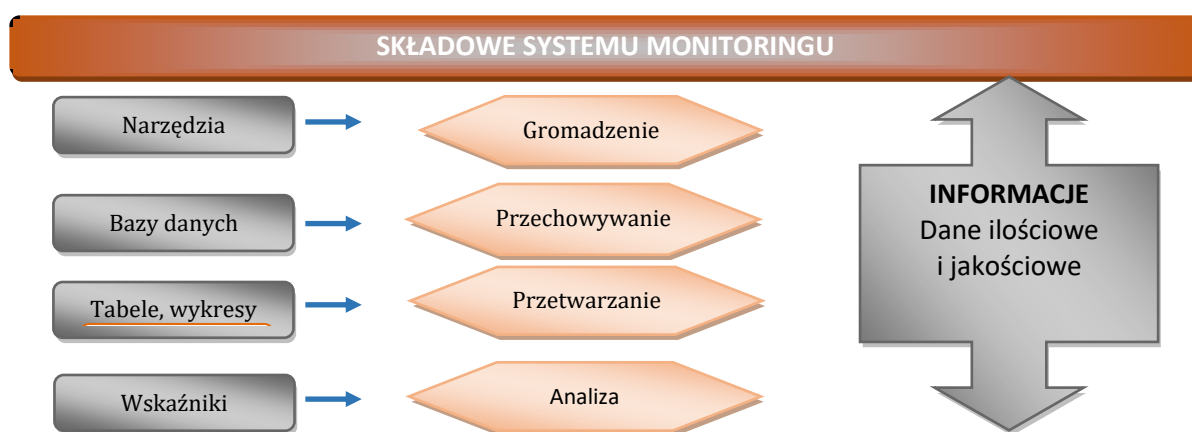 SKŁADOWE SYSTEMU MONITORINGU
Narzędzia
Gromadzenie
Bazy danych
Przechowywanie
Tabele, wykresy
Przetwarzanie
Wskaźniki
Analiza
INFORMACJE
Dane ilościowe
i jakościowe